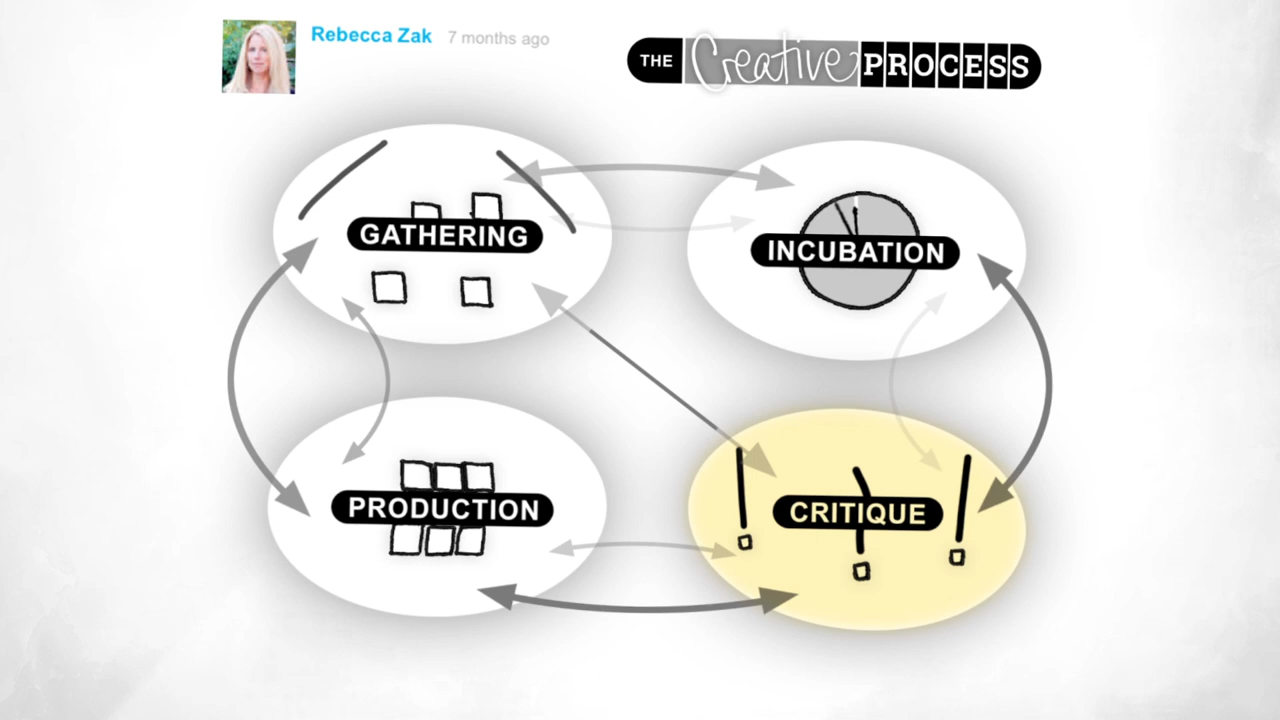 Rebecca Zak 7 months ago
THE Creative PROCESS
GATHERING
INCUBATION
PRODUCTION
CRITIQUE